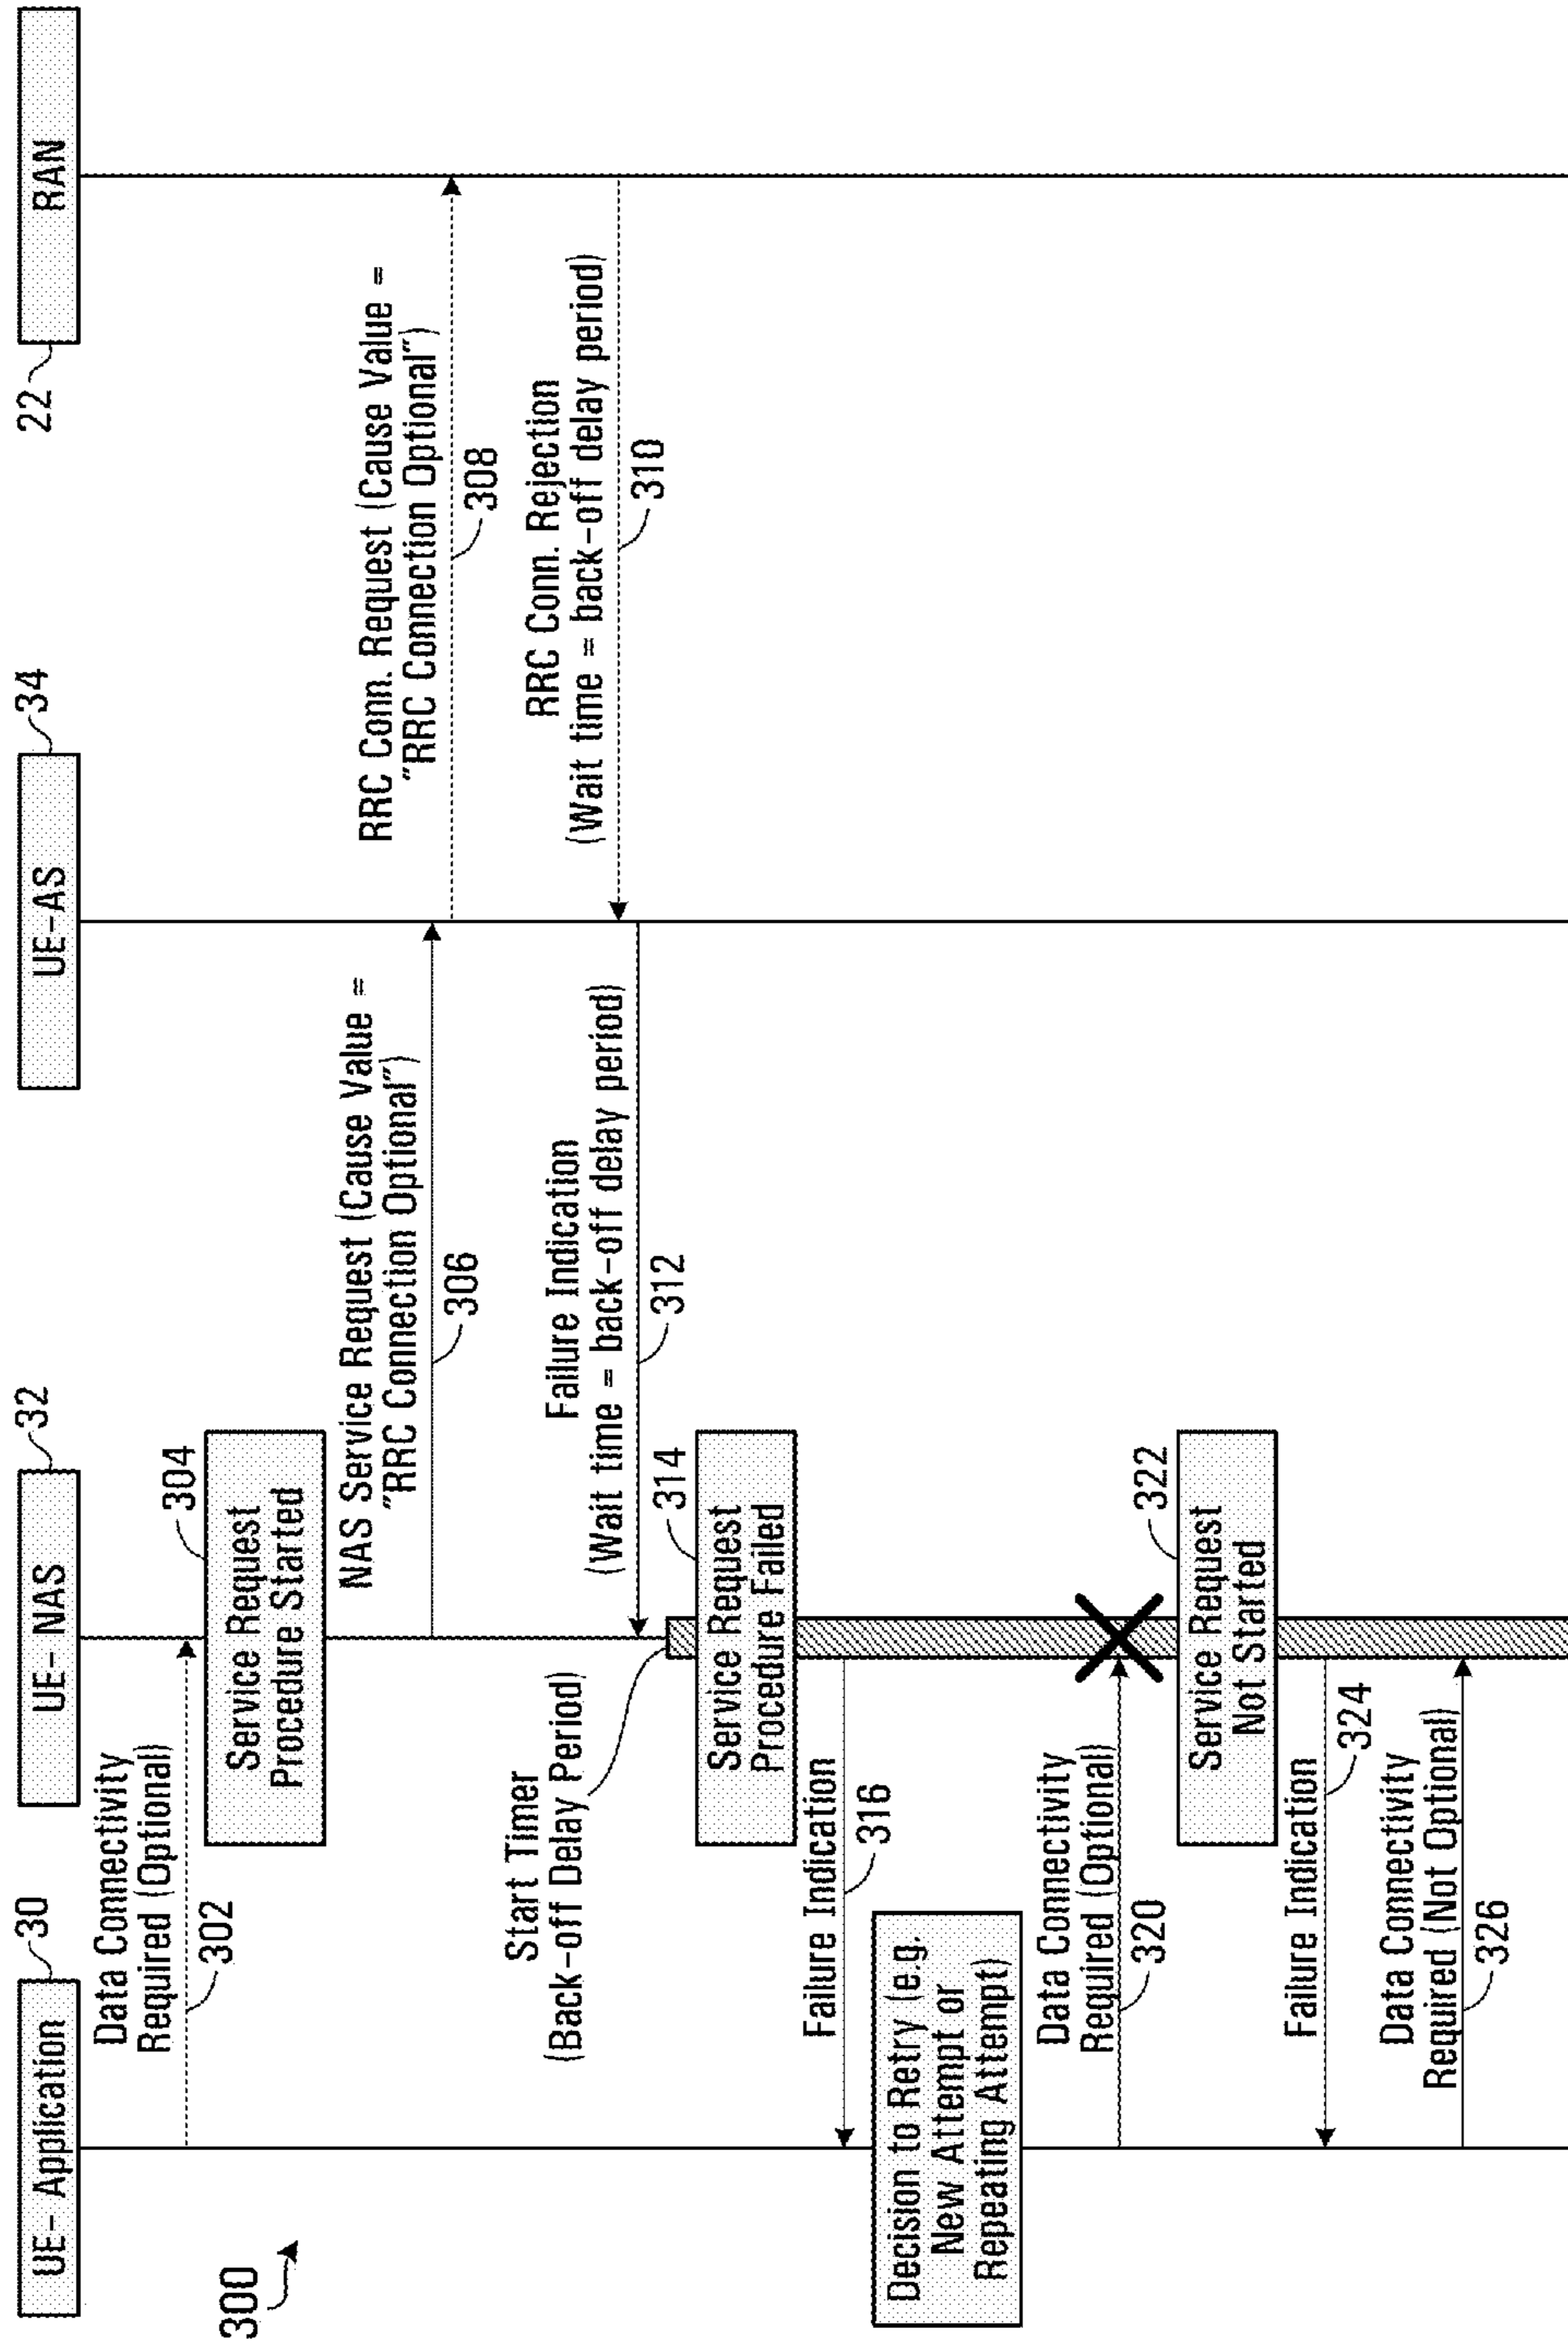 300
UE- Application
30
UE- NAS
32
UE-AS
34
RAN
22
Data Connectivity
Required (Optional)
302
304
Service Request
Procedure Started
NAS Service Request (Cause Value =
"RRC Connection Optional")
306
RRC Conn. Request (Cause Value =
"RRC Connection Optional")
308
RRC Conn. Rejection
(Wait time = back-off delay period)
310
Failure Indication
(Wait time = back-off delay period)
312
Start Timer
(Back-off Delay Period)
314
Service Request
Procedure Failed
Failure Indication
316
Decision to Retry (e.g.
New Attempt or
Repeating Attempt)
Data Connectivity
Required (Optional)
320
322
Service Request
Not Started
Failure Indication
324
Data Connectivity
Required (Not Optional)
326